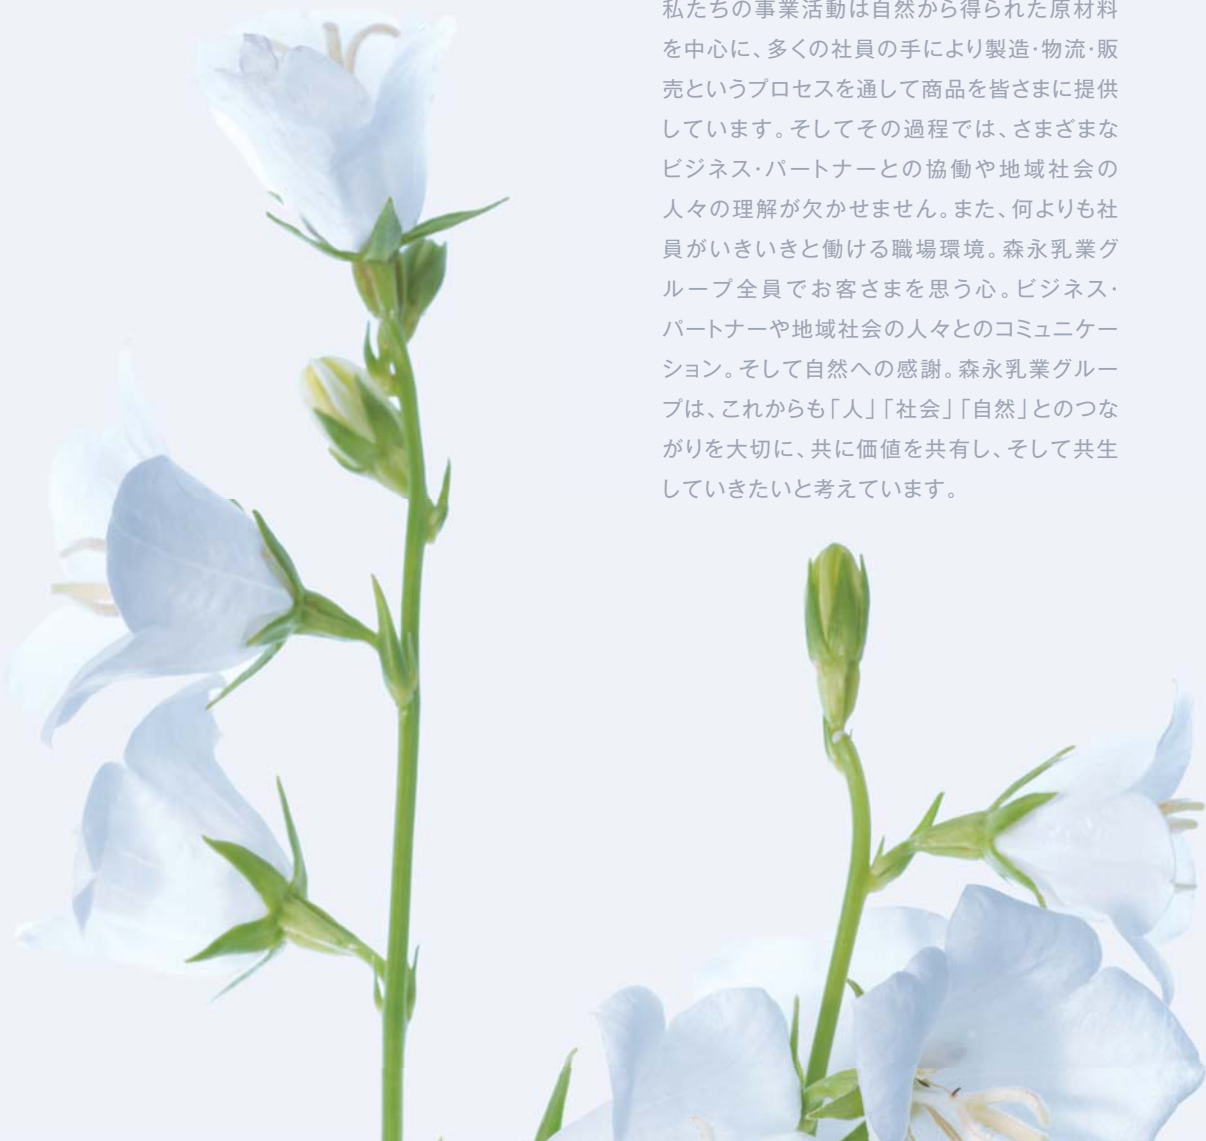 私たちの事業活動は自然から得られた原材料
を中心に、多くの社員の手により製造・物流・販
売というプロセスを通して商品を皆さまに提供
しています。そしてその過程では、さまざまな
ビジネス・パートナーとの協働や地域社会の
人々の理解が欠かせません。また、何よりも社
員がいきいきと働ける職場環境。森永乳業グ
ループ全員でお客さまを思う心。ビジネス・
パートナーや地域社会の人々とのコミュニケー
ション。そして自然への感謝。森永乳業グルー
プは、これからも「人」「社会」「自然」とのつな
がりを大切に、共に価値を共有し、そして共生
していきたいと考えています。